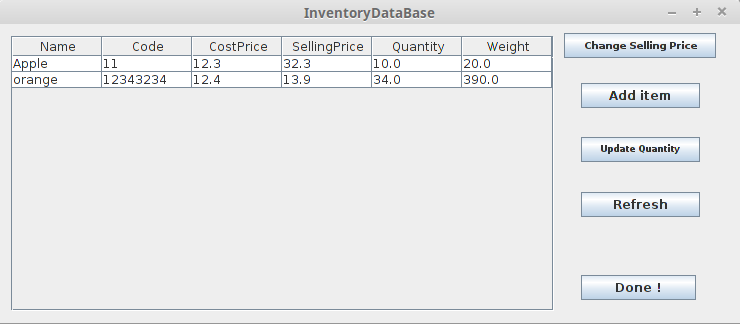 InventoryDataBase
Name Code CostPrice SellingPrice Quantity Weight
Apple 11 12.3 32.3 10.0 20.0
orange 12343234 12.4 13.9 34.0 390.0
Change Selling Price
Add item
Update Quantity
Refresh
Done !